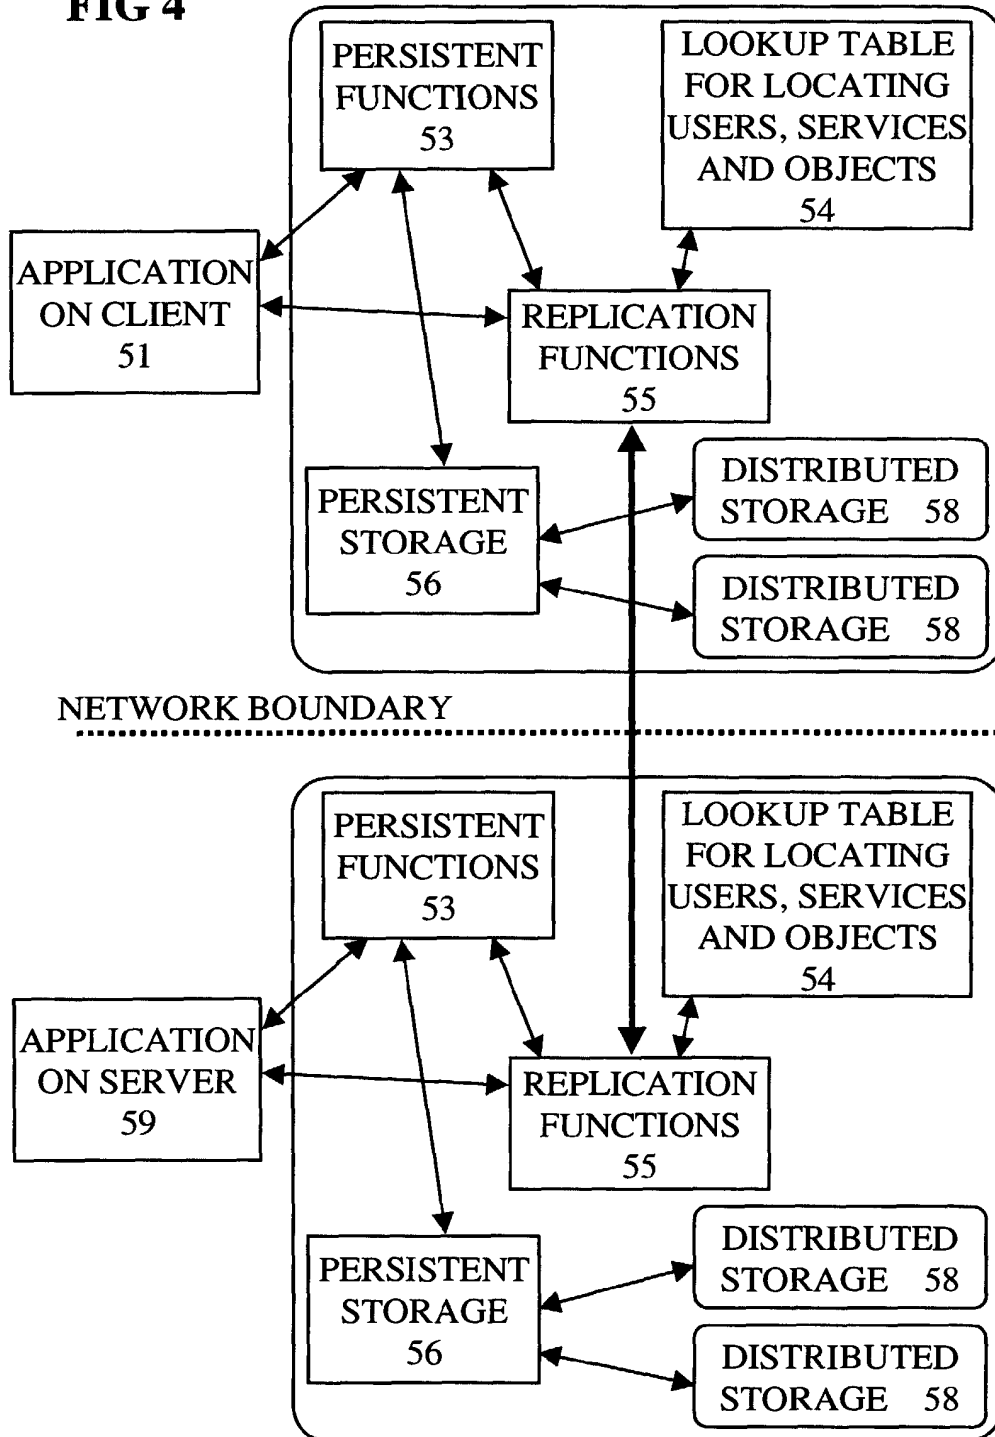 FIG 4
PERSISTENT
FUNCTIONS
53
LOOKUP TABLE
FOR LOCATING
USERS, SERVICES
AND OBJECTS
54
APPLICATION
ON CLIENT
51
REPLICATION
FUNCTIONS
55
PERSISTENT
STORAGE
56
DISTRIBUTED
STORAGE 58
DISTRIBUTED
STORAGE 58
NETWORK BOUNDARY
PERSISTENT
FUNCTIONS
53
LOOKUP TABLE
FOR LOCATING
USERS, SERVICES
AND OBJECTS
54
APPLICATION
ON SERVER
59
REPLICATION
FUNCTIONS
55
PERSISTENT
STORAGE
56
DISTRIBUTED
STORAGE 58
DISTRIBUTED
STORAGE 58